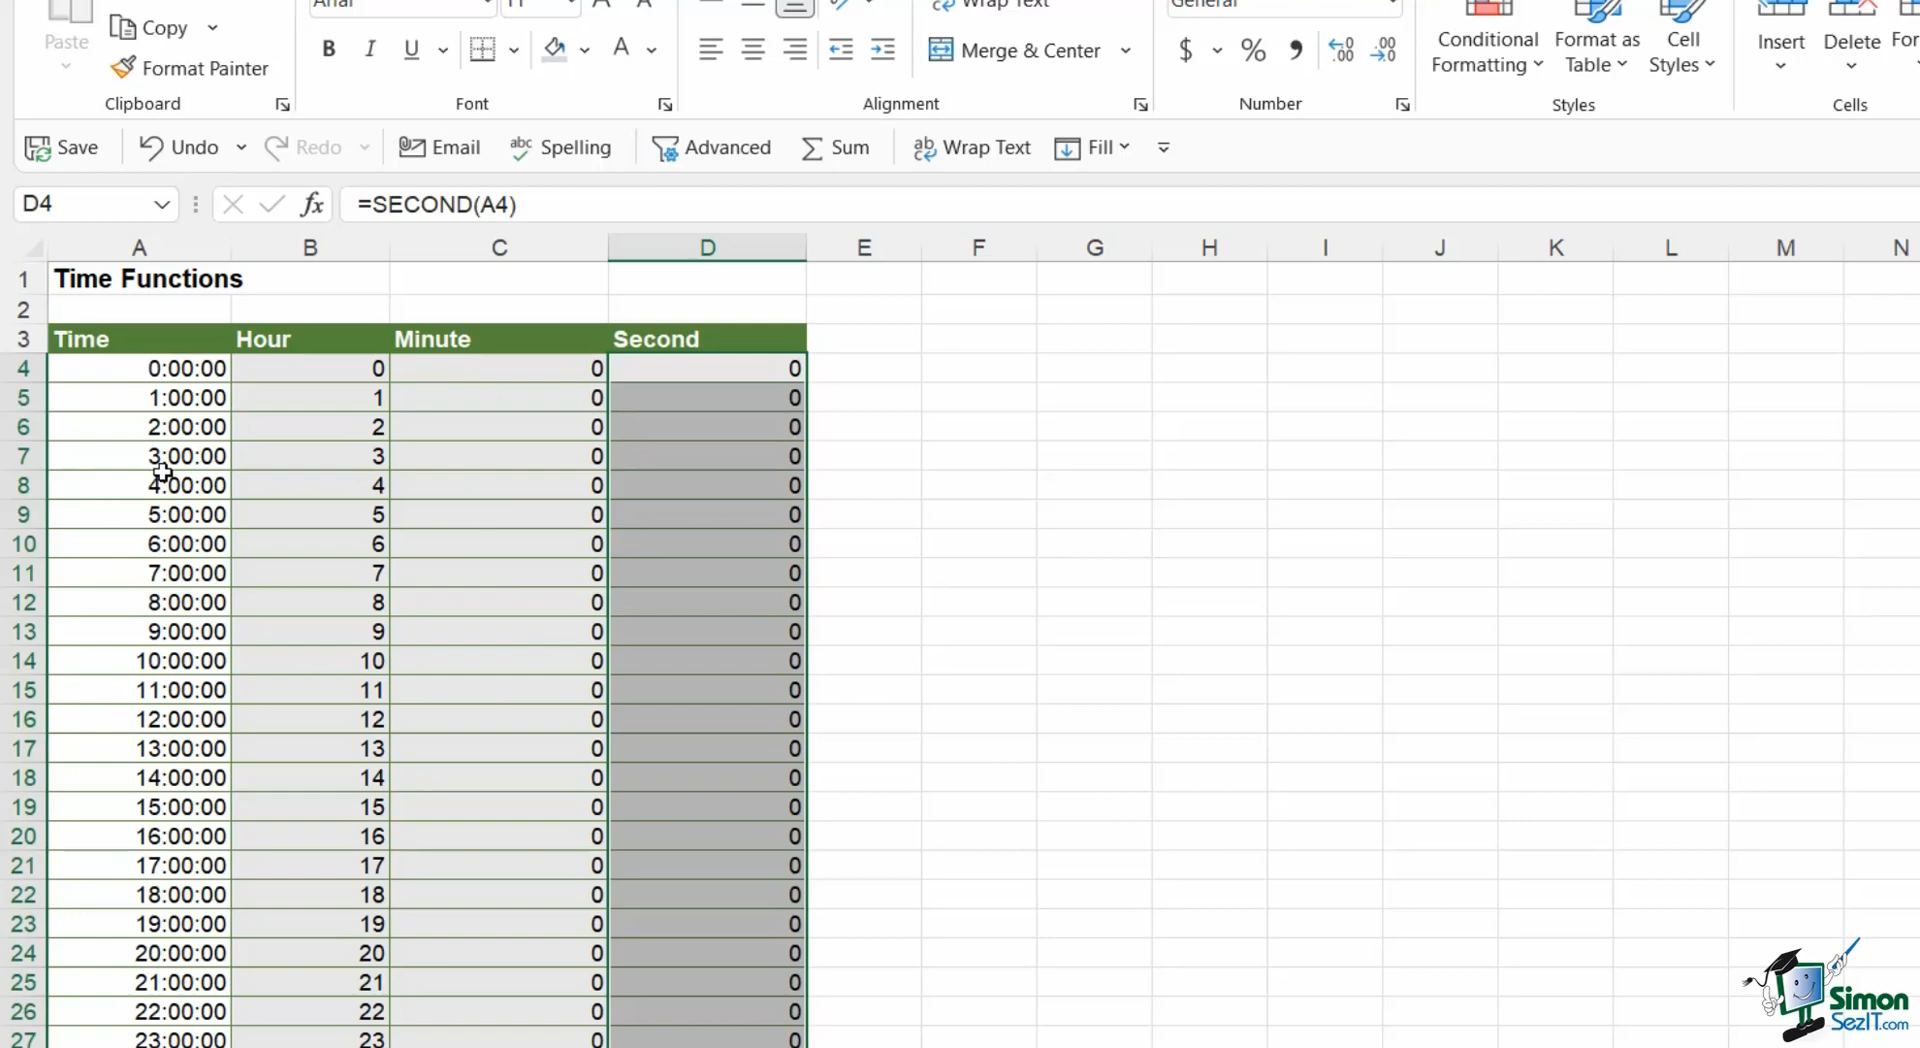 Arial 11 Wrap Text General
Paste Copy
Format Painter
B I U A Merge & Center $ % 9 .00 .00
Conditional Formatting Format as Table Cell Styles Insert Delete
Clipboard Font Alignment Number Styles Cells
Save Undo Redo Email abc Spelling Advanced Sum ab Wrap Text Fill
D4 fx =SECOND(A4)
A B C D E F G H I J K L M N
1 Time Functions
2
3 Time Hour Minute Second
4 0:00:00 0 0 0
5 1:00:00 1 0 0
6 2:00:00 2 0 0
7 3:00:00 3 0 0
8 4:00:00 4 0 0
9 5:00:00 5 0 0
10 6:00:00 6 0 0
11 7:00:00 7 0 0
12 8:00:00 8 0 0
13 9:00:00 9 0 0
14 10:00:00 10 0 0
15 11:00:00 11 0 0
16 12:00:00 12 0 0
17 13:00:00 13 0 0
18 14:00:00 14 0 0
19 15:00:00 15 0 0
20 16:00:00 16 0 0
21 17:00:00 17 0 0
22 18:00:00 18 0 0
23 19:00:00 19 0 0
24 20:00:00 20 0 0
25 21:00:00 21 0 0
26 22:00:00 22 0 0
27 23:00:00 23 0 0
Simon
SezIT.com